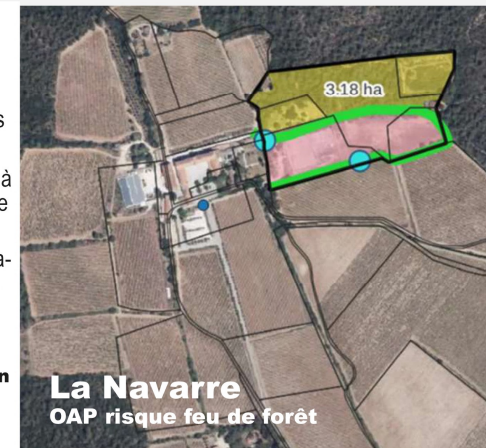 s
à
e
a-
n
3.18 ha
La Navarre
OAP risque feu de forêt